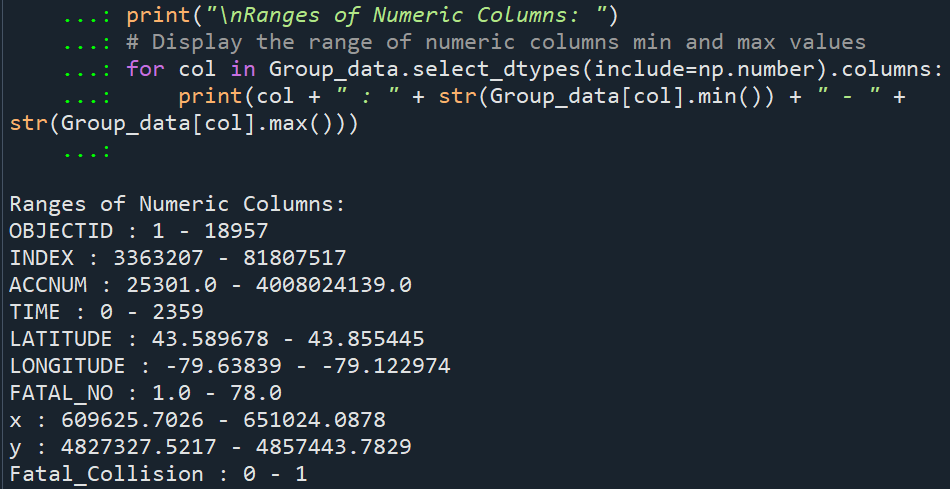 ...: print("\nRanges of Numeric Columns: ")
...: # Display the range of numeric columns min and max values
...: for col in Group_data.select_dtypes(include=np.number).columns:
...:     print(col + " : " + str(Group_data[col].min()) + " - " +
str(Group_data[col].max()))
...:

Ranges of Numeric Columns:
OBJECTID : 1 - 18957
INDEX : 3363207 - 81807517
ACCNUM : 25301.0 - 4008024139.0
TIME : 0 - 2359
LATITUDE : 43.589678 - 43.855445
LONGITUDE : -79.63839 - -79.122974
FATAL_NO : 1.0 - 78.0
x : 609625.7026 - 651024.0878
y : 4827327.5217 - 4857443.7829
Fatal_Collision : 0 - 1